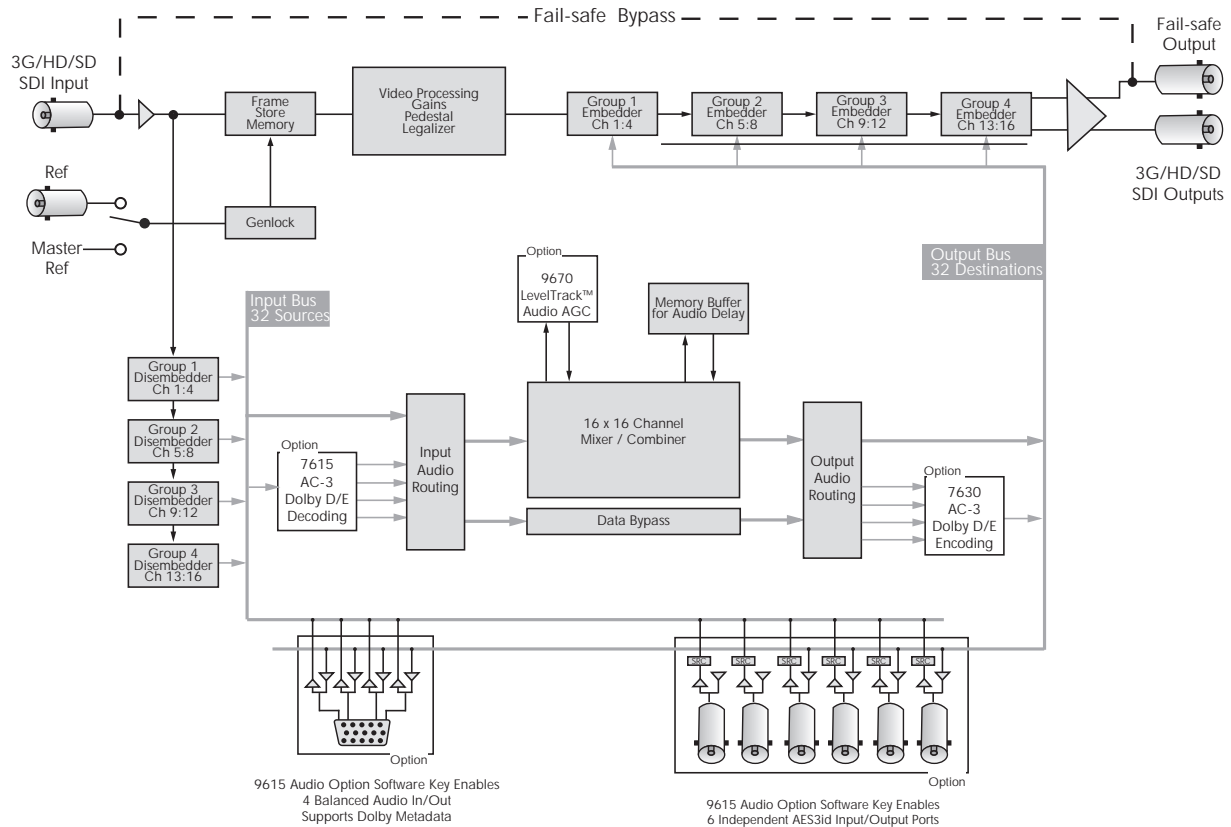 Fail-safe Bypass
Fail-safe
Output
3G/HD/SD
SDI Input
Frame
Store
Memory
Video Processing
Gains
Pedestal
Legalizer
Group 1
Embedder
Ch 1:4
Group 2
Embedder
Ch 5:8
Group 3
Embedder
Ch 9:12
Group 4
Embedder
Ch 13:16
3G/HD/SD
SDI Outputs
Ref
Genlock
Master
Ref
Output Bus
32 Destinations
Input Bus
32 Sources
Option
9670
LevelTrack™
Audio AGC
Memory Buffer
for Audio Delay
Group 1
Disembedder
Ch 1:4
Group 2
Disembedder
Ch 5:8
Group 3
Disembedder
Ch 9:12
Group 4
Disembedder
Ch 13:16
Option
7615
AC-3
Dolby D/E
Decoding
Input
Audio
Routing
16 x 16 Channel
Mixer / Combiner
Data Bypass
Output
Audio
Routing
Option
7630
AC-3
Dolby D/E
Encoding
SRC
SRC
SRC
SRC
SRC
SRC
Option
9615 Audio Option Software Key Enables
4 Balanced Audio In/Out
Supports Dolby Metadata
Option
9615 Audio Option Software Key Enables
6 Independent AES3id Input/Output Ports